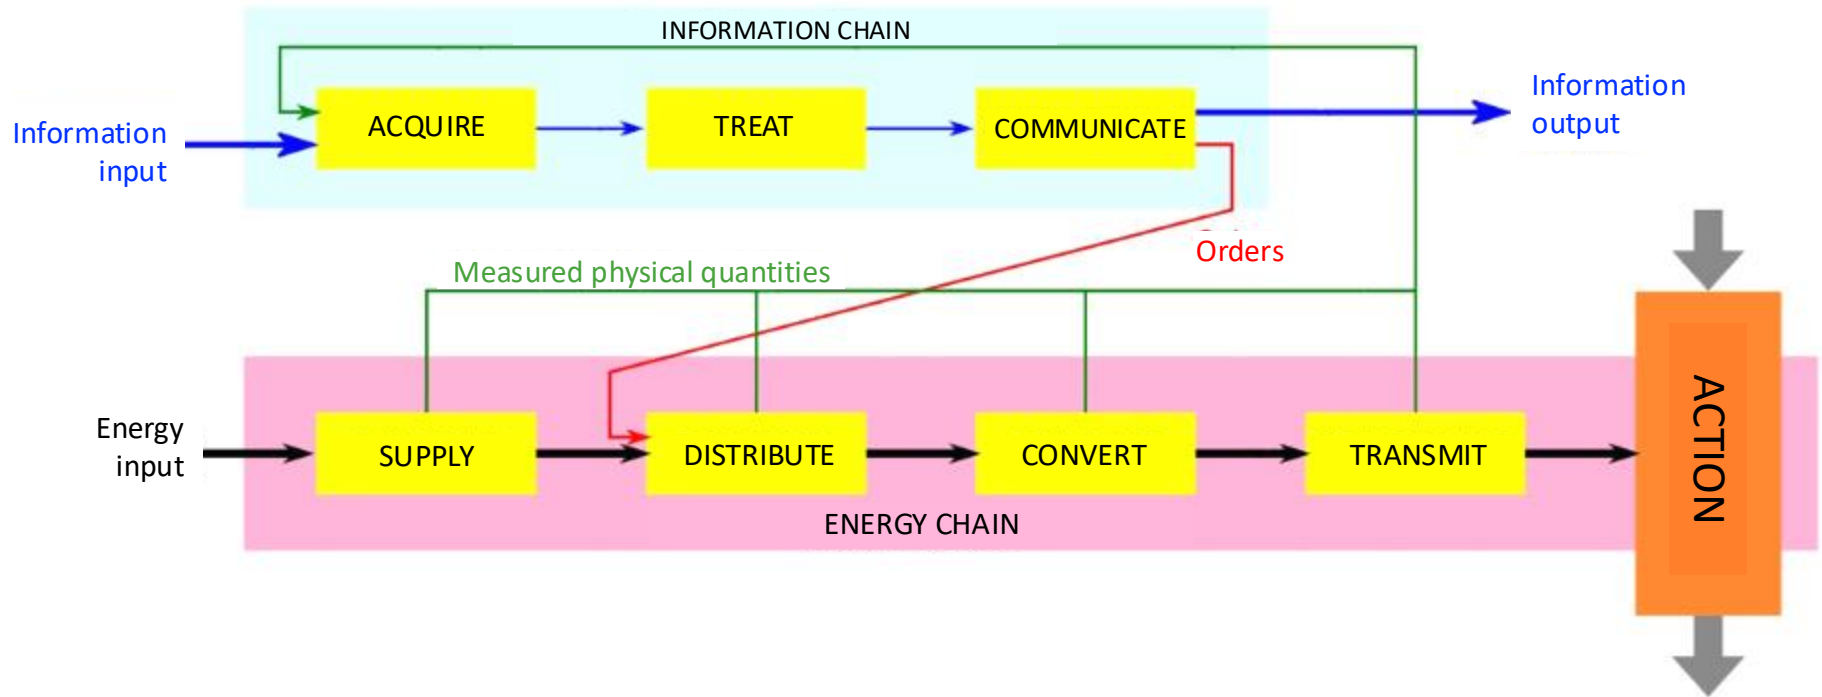 INFORMATION CHAIN
Information
input
ACQUIRE
TREAT
COMMUNICATE
Information
output
Orders
Measured physical quantities
Energy
input
SUPPLY
DISTRIBUTE
CONVERT
TRANSMIT
ACTION
ENERGY CHAIN